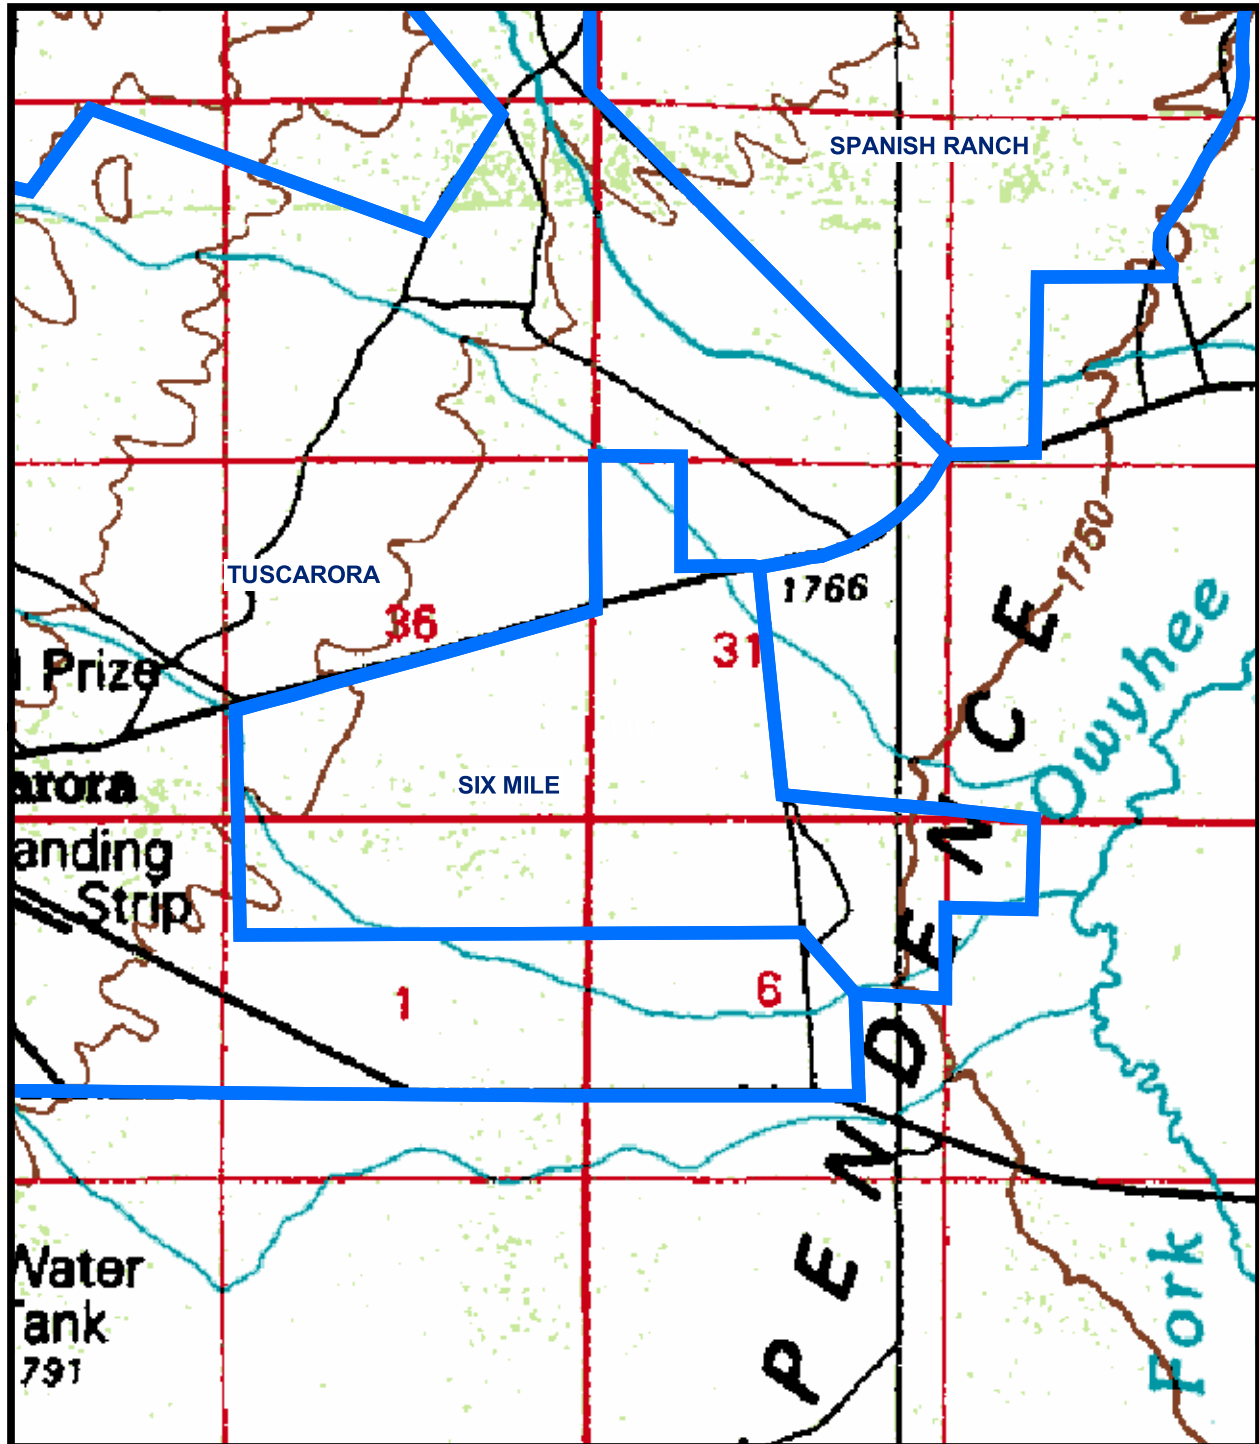 SPANISH RANCH
TUSCARORA
1766
1750
36
31
Prize
Owyhee
arora
SIX MILE
anding
Strip
1
6
PENDENCE
Water
Tank
791
Fork